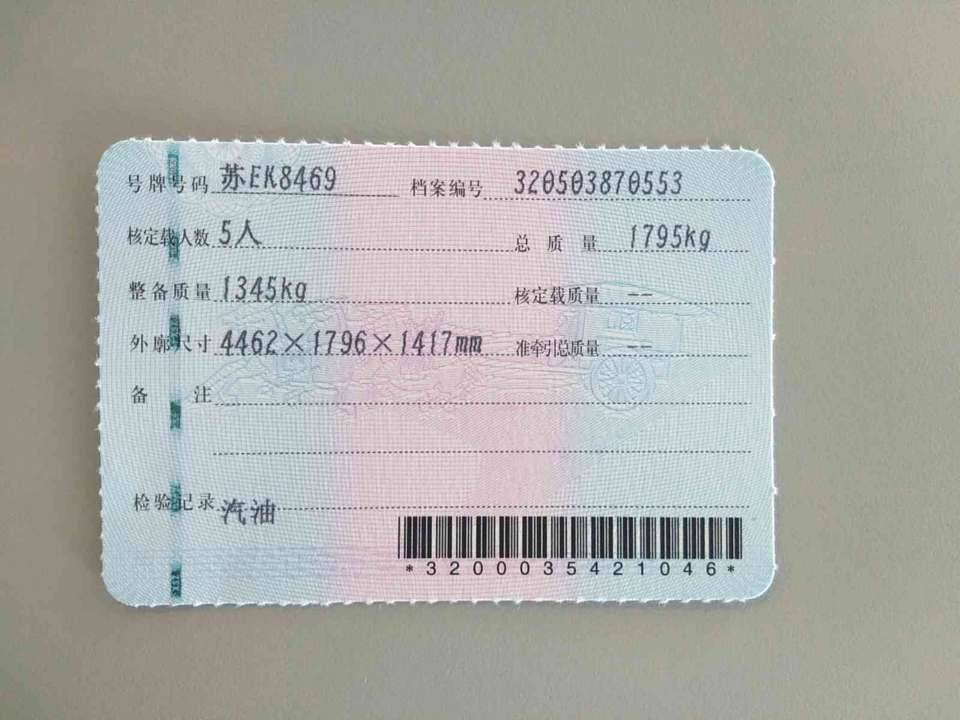 号牌号码 苏EK8469 档案编号 320503870553
核定载人数 5人 总质量 1795kg
整备质量 1345kg 核定载质量 --
外廓尺寸 4462×1796×1417mm 准牵引总质量 --
备注
检验记录 汽油
*3200035421046*